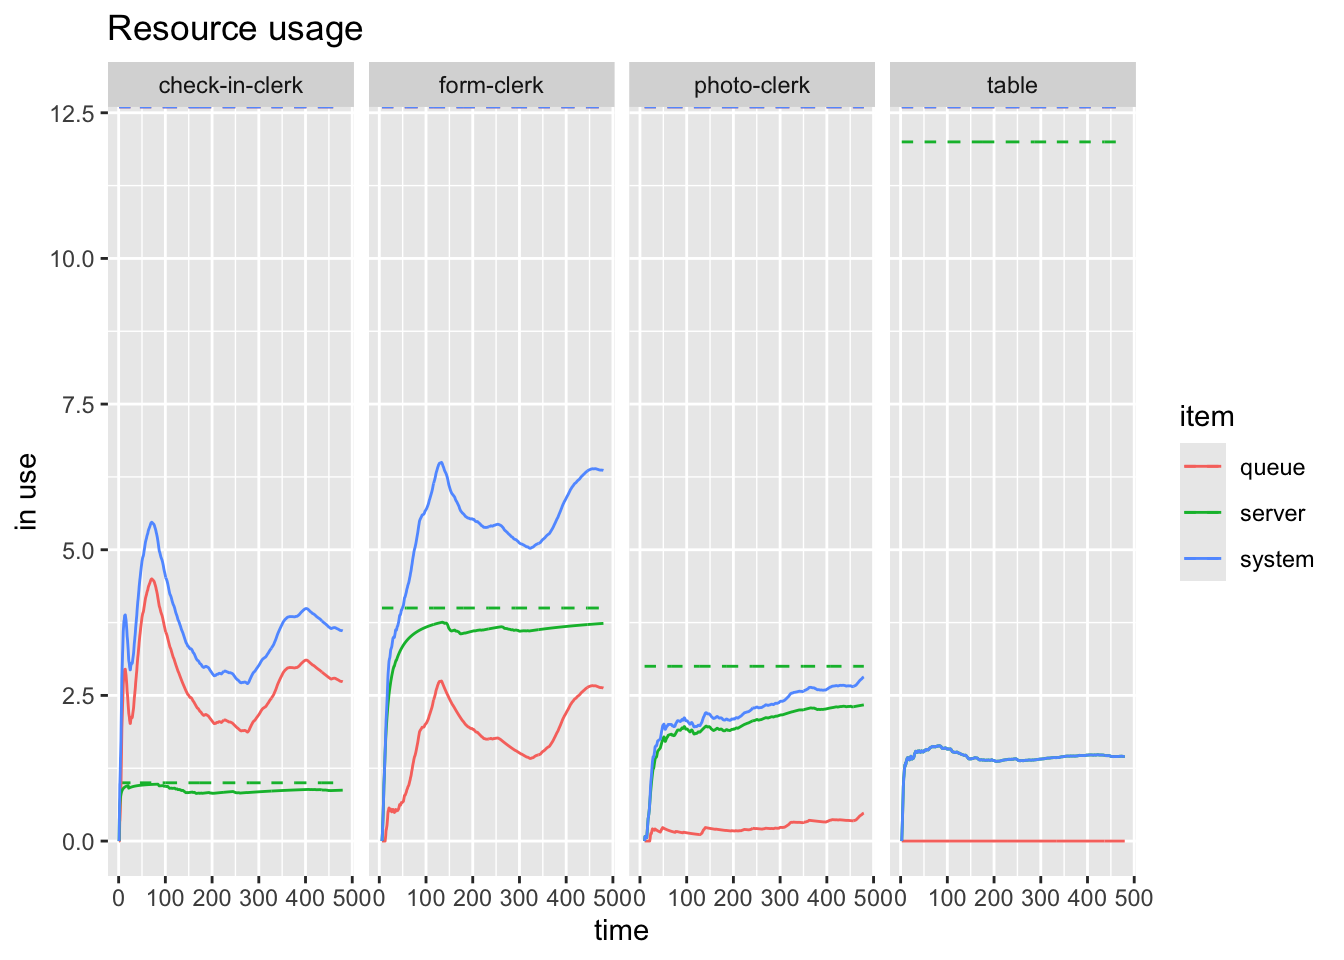 Resource usage
check-in-clerk form-clerk photo-clerk table
12.5
10.0
7.5
5.0
2.5
0.0
in use
0 100 200 300 400 500 0 100 200 300 400 500 0 100 200 300 400 500 0 100 200 300 400 500
time
item
queue
server
system